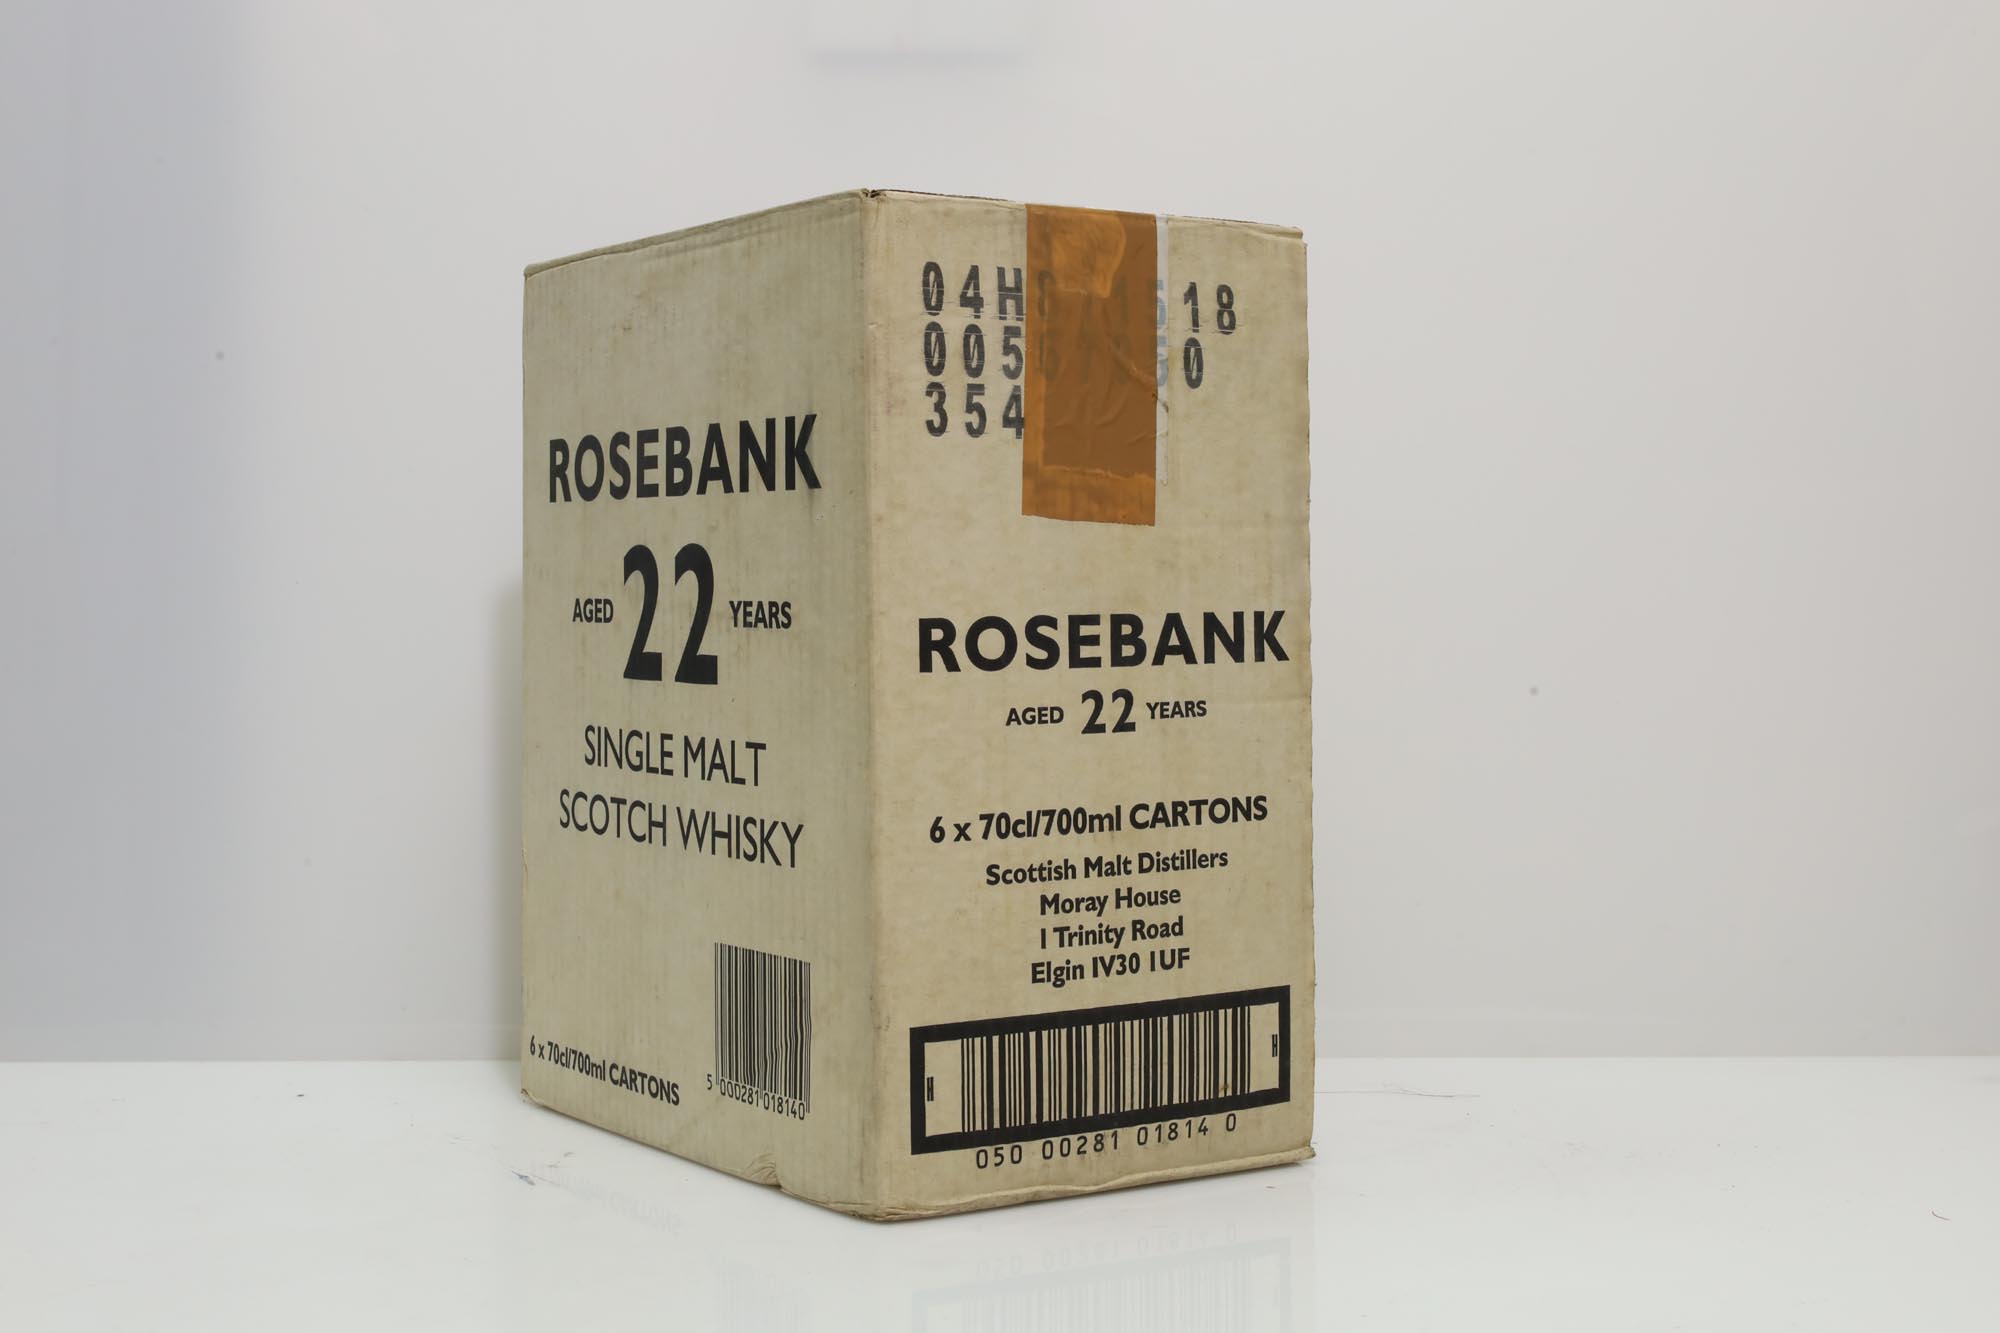 ROSEBANK
AGED 22 YEARS
SINGLE MALT
SCOTCH WHISKY
6 x 70cl/700ml CARTONS
5 000281 018140
04H 18
005 0
354
ROSEBANK
AGED 22 YEARS
6 x 70cl/700ml CARTONS
Scottish Malt Distillers
Moray House
1 Trinity Road
Elgin IV30 1UF
H H
050 00281 01814 0